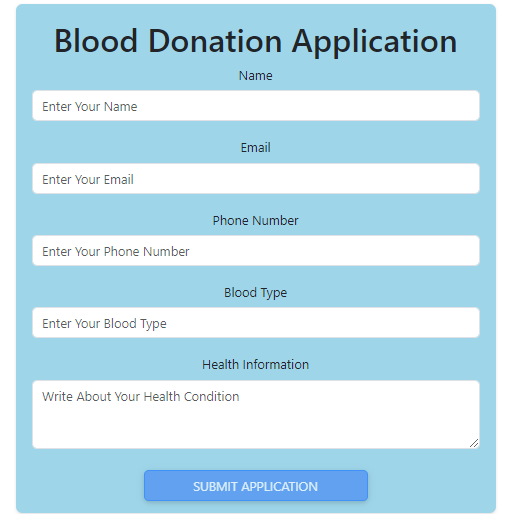 Blood Donation Application
Name
Enter Your Name
Email
Enter Your Email
Phone Number
Enter Your Phone Number
Blood Type
Enter Your Blood Type
Health Information
Write About Your Health Condition
SUBMIT APPLICATION